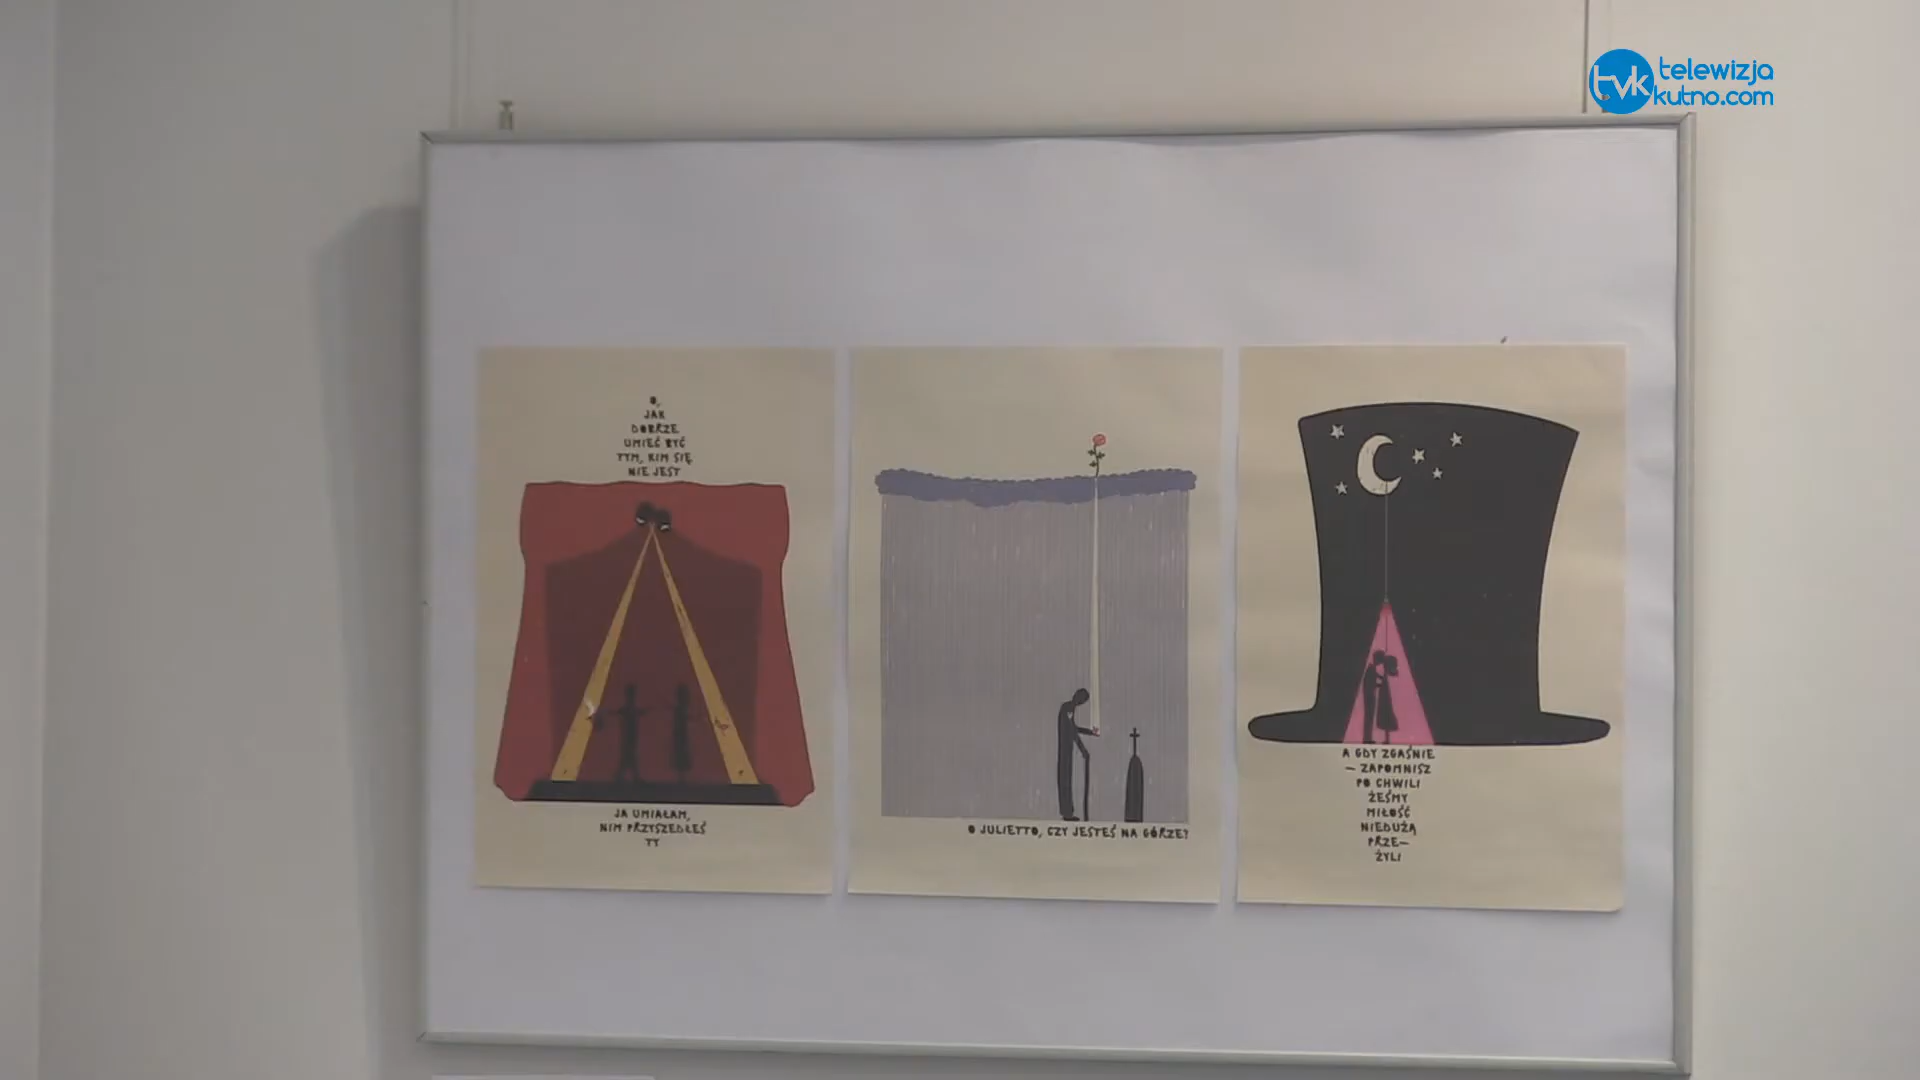 tvk telewizja
kutno.com
O,
JAK
DOBRZE
UMIEĆ BYĆ
TYM, KIM SIĘ
NIE JEST
JA UMIAŁAM,
NIM PRZYSZEDŁEŚ
TY
O JULIETTO, CZY JESTEŚ NA GÓRZE?
A GDY ZGAŚNIE
— ZAPOMNISZ
PO CHWILI
ŻEŚMY
MIŁOŚĆ
NIEDUŻĄ
PRZE—
ŻYLI